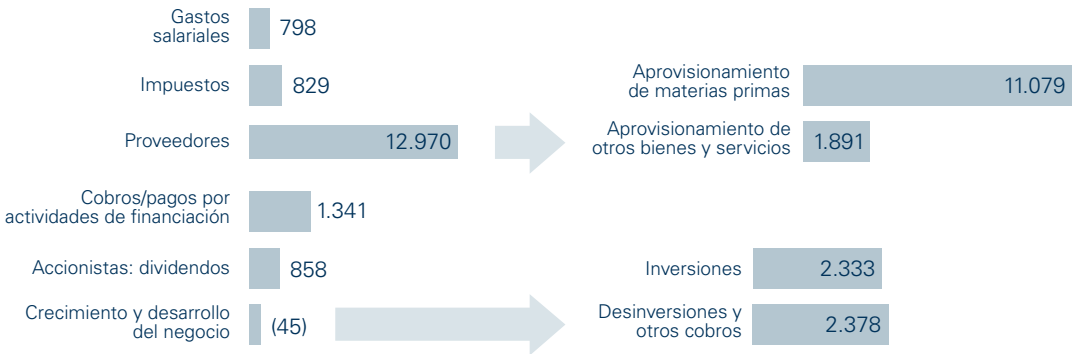 Gastos
salariales
798
Impuestos
829
Proveedores
12.970
Aprovisionamiento
de materias primas
11.079
Aprovisionamiento de
otros bienes y servicios
1.891
Cobros/pagos por
actividades de financiación
1.341
Accionistas: dividendos
858
Inversiones
2.333
Crecimiento y desarrollo
del negocio
(45)
Desinversiones y
otros cobros
2.378